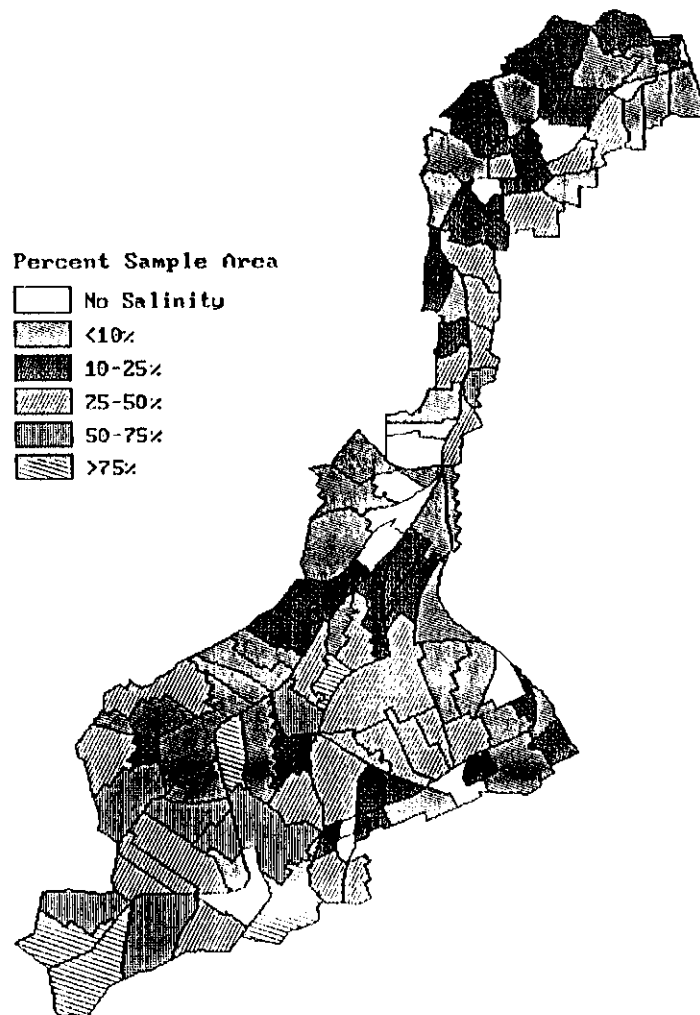 Percent Sample Area
No Salinity
<10%
10-25%
25-50%
50-75%
>75%